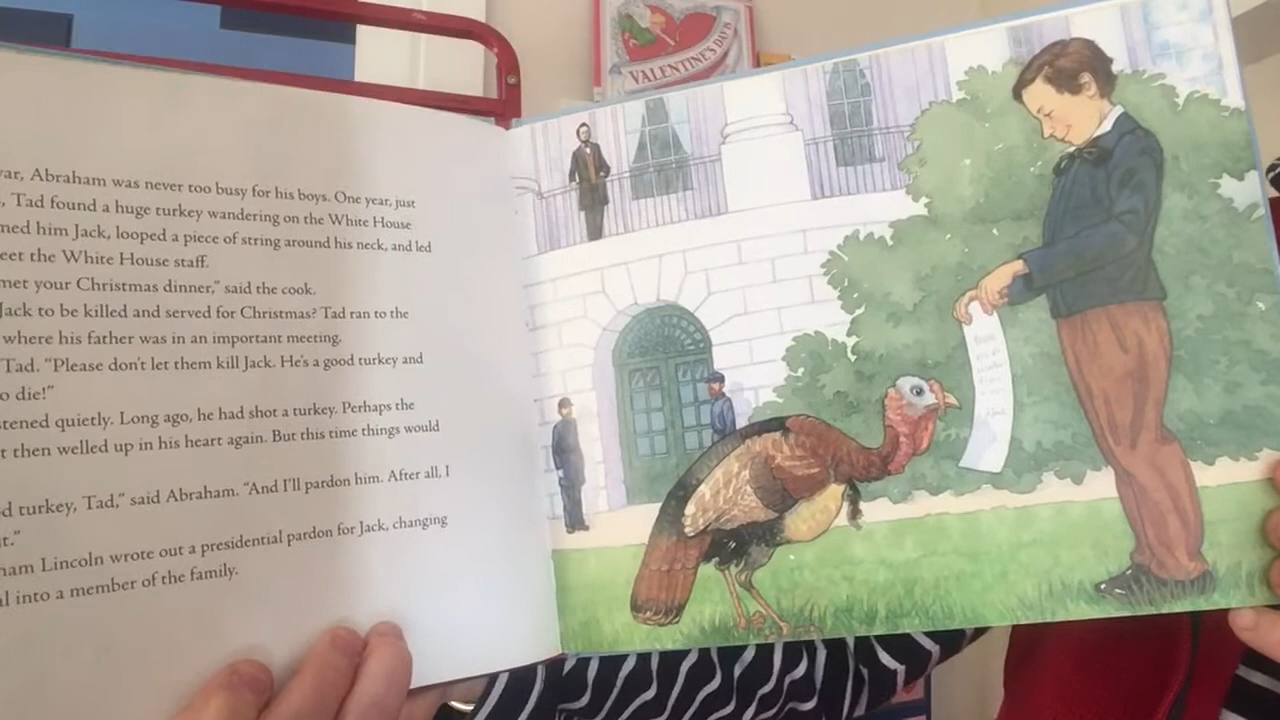 VALENTINE'S DAY IS
ar, Abraham was never too busy for his boys. One year, just
Tad found a huge turkey wandering on the White House
med him Jack, looped a piece of string around his neck, and led
eet the White House staff.
met your Christmas dinner," said the cook.
Jack to be killed and served for Christmas? Tad ran to the
where his father was in an important meeting.
Tad. "Please don't let them kill Jack. He's a good turkey and
o die!"
stened quietly. Long ago, he had shot a turkey. Perhaps the
t then welled up in his heart again. But this time things would
d turkey, Tad," said Abraham. "And I'll pardon him. After all, I
t."
ham Lincoln wrote out a presidential pardon for Jack, changing
l into a member of the family.